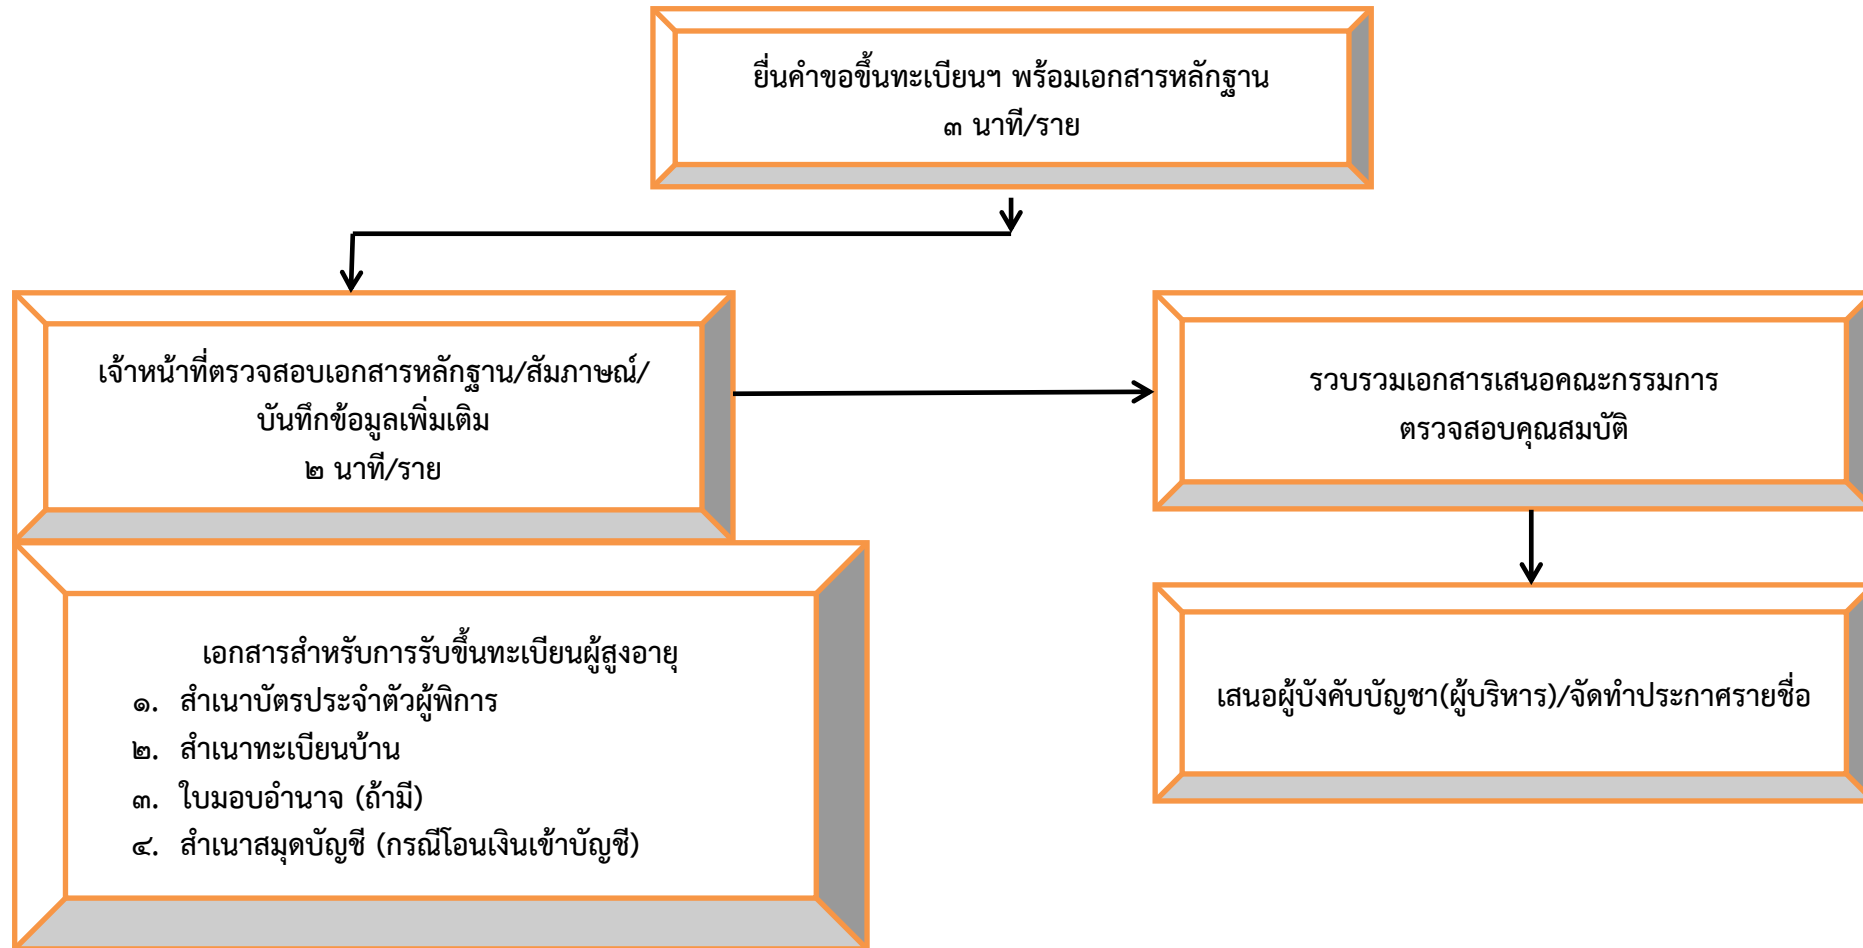 ยื่นคำขอขึ้นทะเบียนฯ พร้อมเอกสารหลักฐาน
๓ นาที/ราย
เจ้าหน้าที่ตรวจสอบเอกสารหลักฐาน/สัมภาษณ์/
บันทึกข้อมูลเพิ่มเติม
๒ นาที/ราย
รวบรวมเอกสารเสนอคณะกรรมการ
ตรวจสอบคุณสมบัติ
เอกสารสำหรับการรับขึ้นทะเบียนผู้สูงอายุ
๑. สำเนาบัตรประจำตัวผู้พิการ
๒. สำเนาทะเบียนบ้าน
๓. ใบมอบอำนาจ (ถ้ามี)
๔. สำเนาสมุดบัญชี (กรณีโอนเงินเข้าบัญชี)
เสนอผู้บังคับบัญชา(ผู้บริหาร)/จัดทำประกาศรายชื่อ